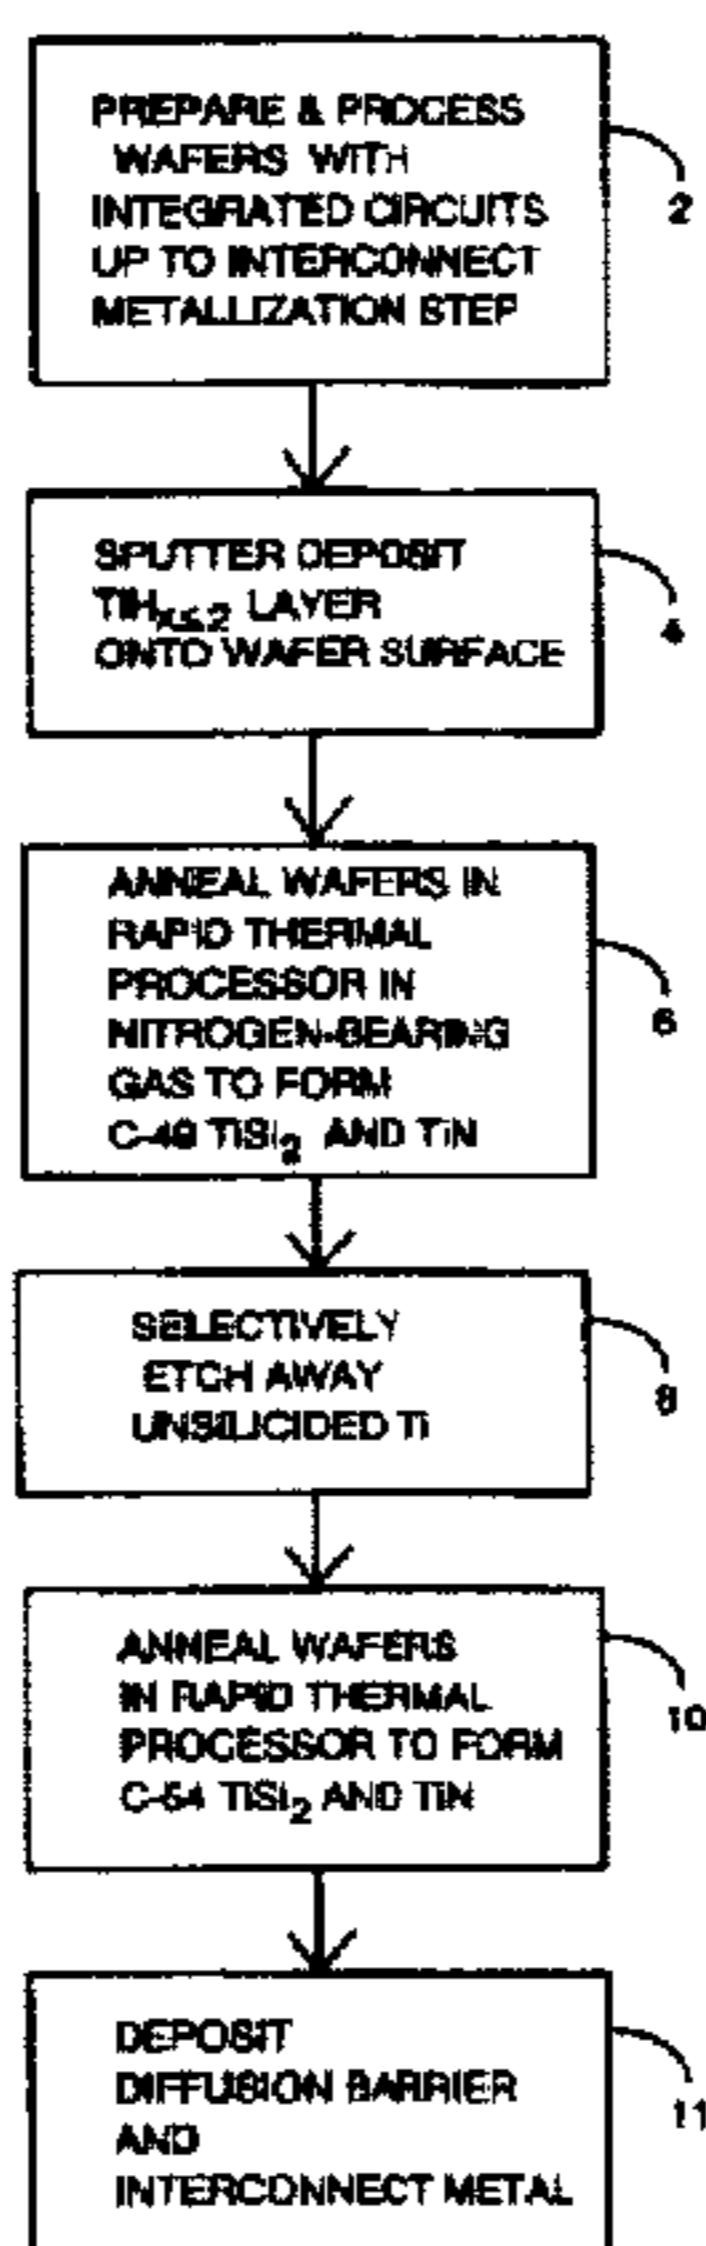 PREPARE & PROCESS
WAFERS WITH
INTEGRATED CIRCUITS
UP TO INTERCONNECT
METALLIZATION STEP
2
SPUTTER DEPOSIT
TiHX≤2 LAYER
ONTO WAFER SURFACE
4
ANNEAL WAFERS IN
RAPID THERMAL
PROCESSOR IN
NITROGEN-BEARING
GAS TO FORM
C-49 TiSi2 AND TiN
6
SELECTIVELY
ETCH AWAY
UNSILICIDED Ti
8
ANNEAL WAFERS
IN RAPID THERMAL
PROCESSOR TO FORM
C-54 TiSi2 AND TiN
10
DEPOSIT
DIFFUSION BARRIER
AND
INTERCONNECT METAL
11